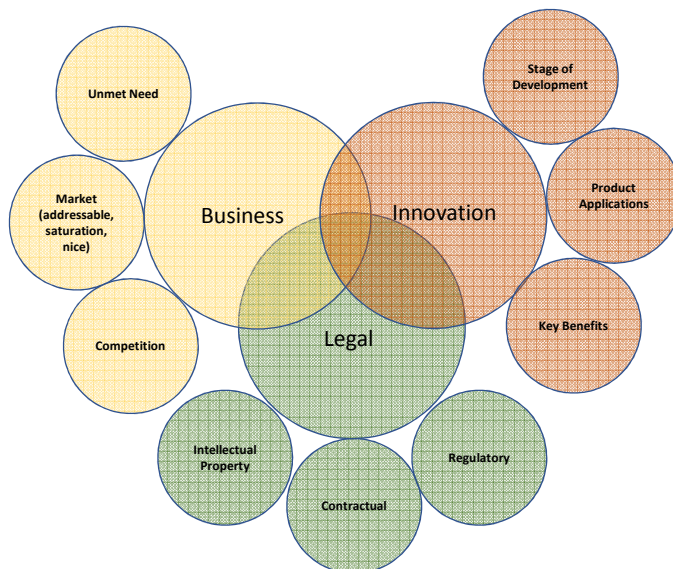 Unmet Need
Market
(addressable,
saturation,
nice)
Competition
Business
Innovation
Legal
Stage of
Development
Product
Applications
Key Benefits
Intellectual
Property
Contractual
Regulatory